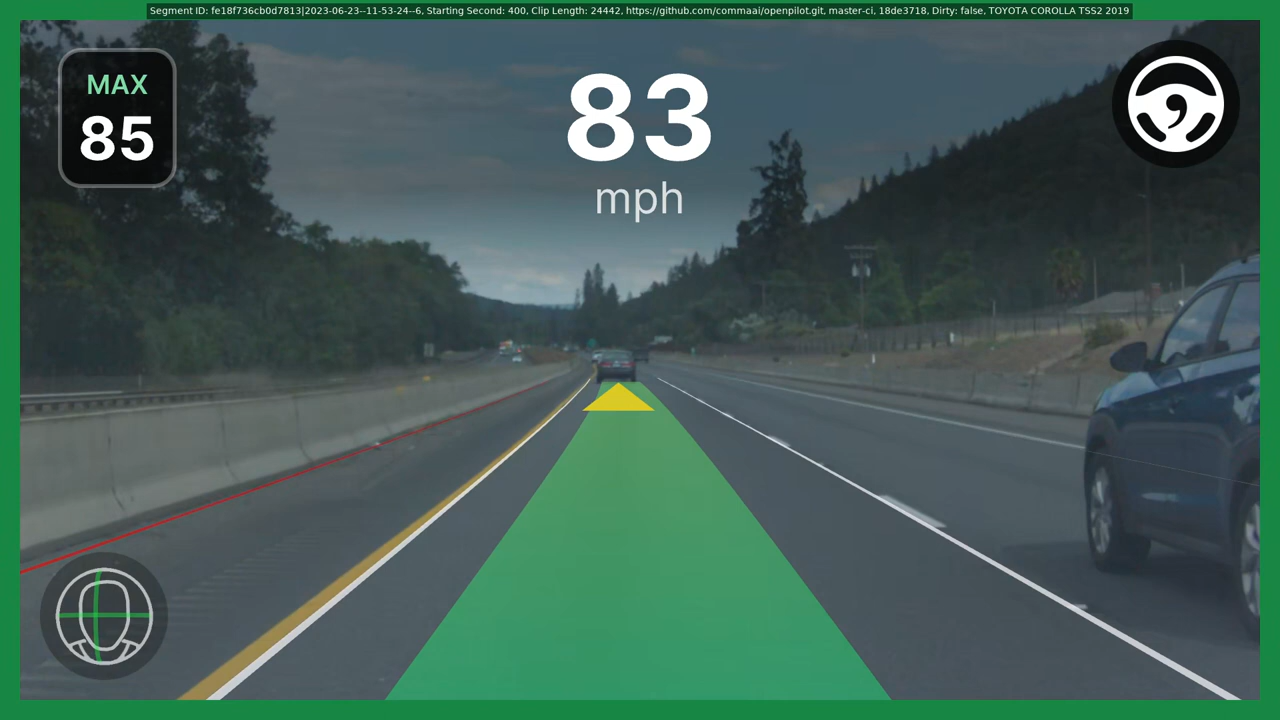 Segment ID: fe18f736cb0d7813|2023-06-23--11-53-24--6, Starting Second: 400, Clip Length: 24442, https://github.com/commaai/openpilot.git, master-ci, 18de3718, Dirty: false, TOYOTA COROLLA TSS2 2019
MAX
85
83
mph